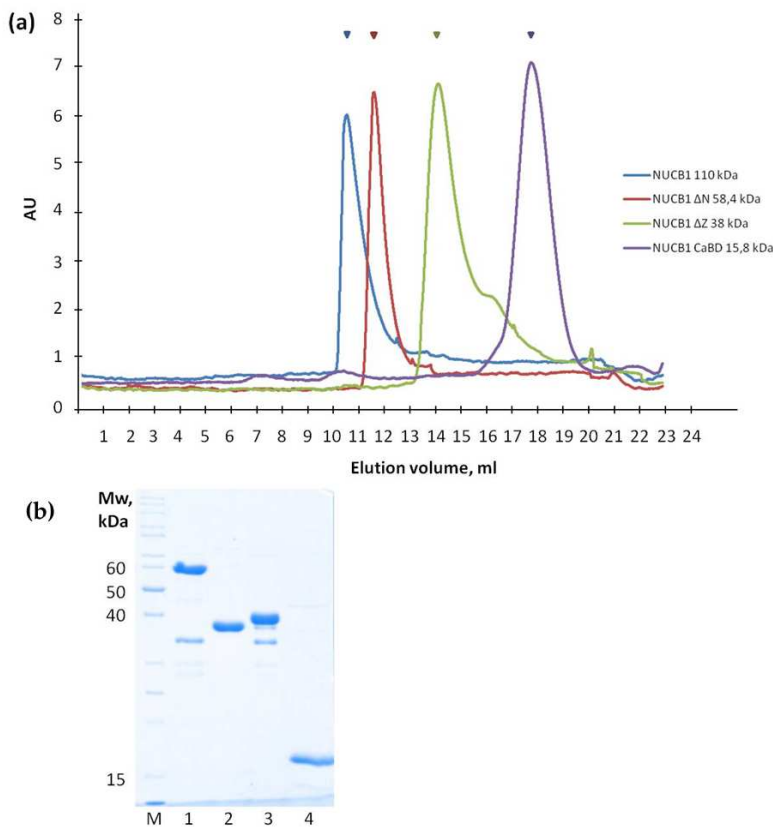 (a)
8
7
6
5
4
3
2
1
0
AU
NUCB1 110 kDa
NUCB1 ΔN 58,4 kDa
NUCB1 ΔZ 38 kDa
NUCB1 CaBD 15,8 kDa
1 2 3 4 5 6 7 8 9 10 11 12 13 14 15 16 17 18 19 20 21 22 23 24
Elution volume, ml
(b)
Mw,
kDa
60
50
40
15
M 1 2 3 4